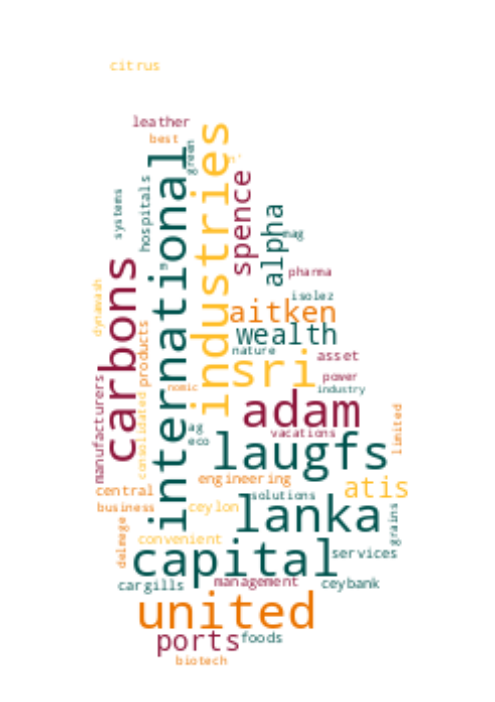 citrus
leather
best
green
industries
international
spence
hospitals
systems
alpha
mag
pharma
carbons
isolez
dynawash
aitken
wealth
products
nature
asset
sri
power
nomic
industry
manufacturers
consolidated
adam
limited
ag
vacations
eco
laugfs
engineering
atis
central
solutions
business
ceylon
lanka
grains
delmege
convenient
capital
services
cargills
management
ceybank
united
ports
foods
biotech